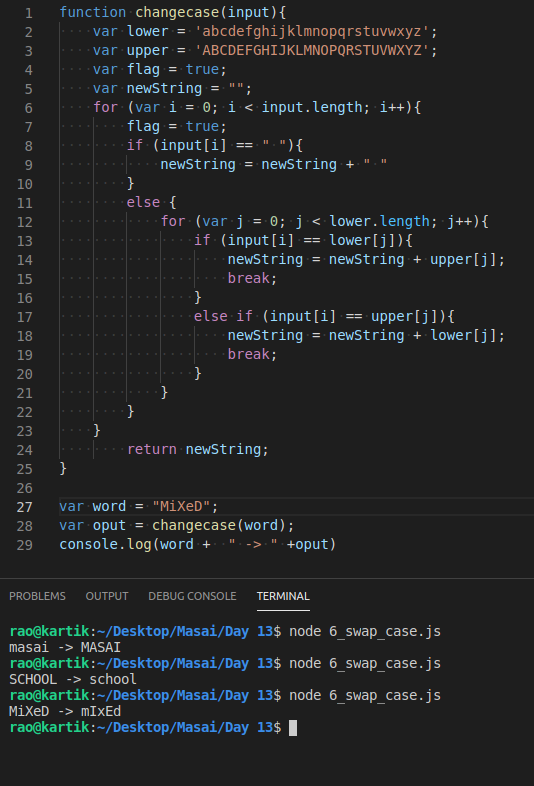 1 function changecase(input){
2     var lower = 'abcdefghijklmnopqrstuvwxyz';
3     var upper = 'ABCDEFGHIJKLMNOPQRSTUVWXYZ';
4     var flag = true;
5     var newString = "";
6     for (var i = 0; i < input.length; i++){
7         flag = true;
8         if (input[i] == " "){
9             newString = newString + " "
10         }
11         else {
12             for (var j = 0; j < lower.length; j++){
13                 if (input[i] == lower[j]){
14                     newString = newString + upper[j];
15                     break;
16                 }
17                 else if (input[i] == upper[j]){
18                     newString = newString + lower[j];
19                     break;
20                 }
21             }
22         }
23     }
24         return newString;
25 }
26
27 var word = "MiXeD";
28 var oput = changecase(word);
29 console.log(word +  " -> " +oput)
PROBLEMS OUTPUT DEBUG CONSOLE TERMINAL
rao@kartik:~/Desktop/Masai/Day 13$ node 6_swap_case.js
masai -> MASAI
rao@kartik:~/Desktop/Masai/Day 13$ node 6_swap_case.js
SCHOOL -> school
rao@kartik:~/Desktop/Masai/Day 13$ node 6_swap_case.js
MiXeD -> mIxEd
rao@kartik:~/Desktop/Masai/Day 13$